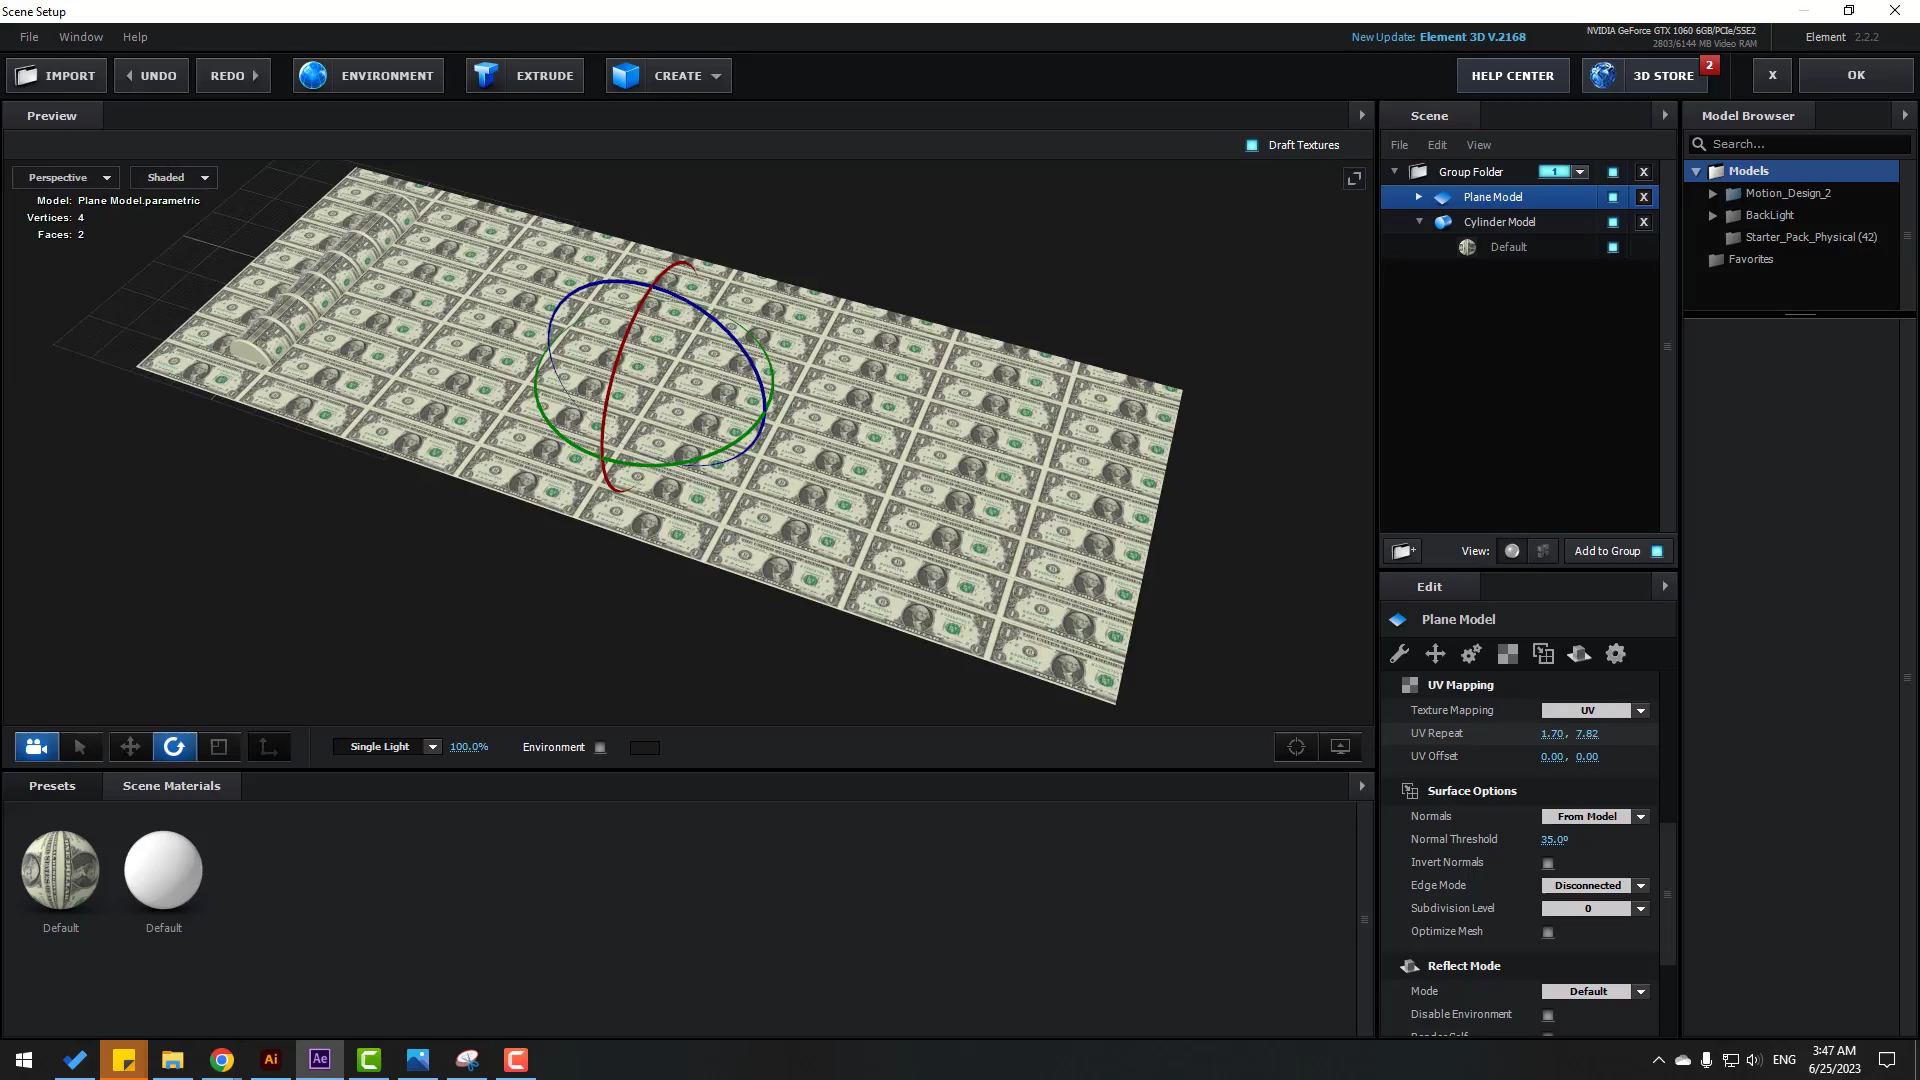 Scene Setup
File Window Help
New Update: Element 3D V.2168
NVIDIA GeForce GTX 1060 6GB/PCIe/SSE2
2803/6144 MB Video RAM
Element 2.2.2
IMPORT
UNDO
REDO
ENVIRONMENT
EXTRUDE
CREATE
HELP CENTER
3D STORE
2
X
OK
Preview
Draft Textures
Perspective
Shaded
Model: Plane Model.parametric
Vertices: 4
Faces: 2
Single Light
100.0%
Environment
Presets
Scene Materials
Default
Default
Scene
File Edit View
Group Folder 1 X
Plane Model X
Cylinder Model X
Default
View:
Add to Group
Edit
Plane Model
UV Mapping
Texture Mapping UV
UV Repeat 1.70, 7.82
UV Offset 0.00, 0.00
Surface Options
Normals From Model
Normal Threshold 35.0º
Invert Normals
Edge Mode Disconnected
Subdivision Level 0
Optimize Mesh
Reflect Mode
Mode Default
Disable Environment
Model Browser
Search...
Models
Motion_Design_2
BackLight
Starter_Pack_Physical (42)
Favorites
Ai
Ae
ENG
3:47 AM
6/25/2023